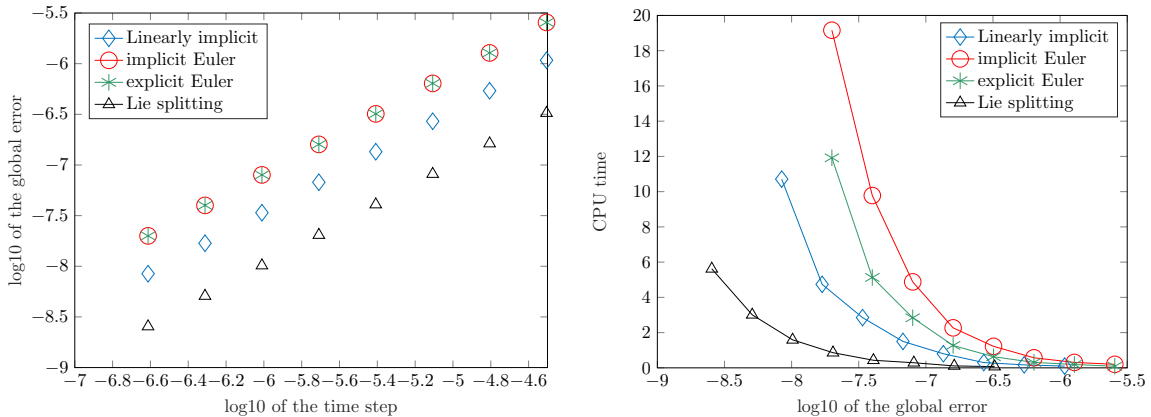 −5.5
−6
−6.5
−7
−7.5
−8
−8.5
−9
log10 of the global error
Linearly implicit
implicit Euler
explicit Euler
Lie splitting
−7 −6.8 −6.6 −6.4 −6.2 −6 −5.8 −5.6 −5.4 −5.2 −5 −4.8 −4.6
log10 of the time step
20
18
16
14
12
10
8
6
4
2
0
CPU time
Linearly implicit
implicit Euler
explicit Euler
Lie splitting
−9 −8.5 −8 −7.5 −7 −6.5 −6 −5.5
log10 of the global error